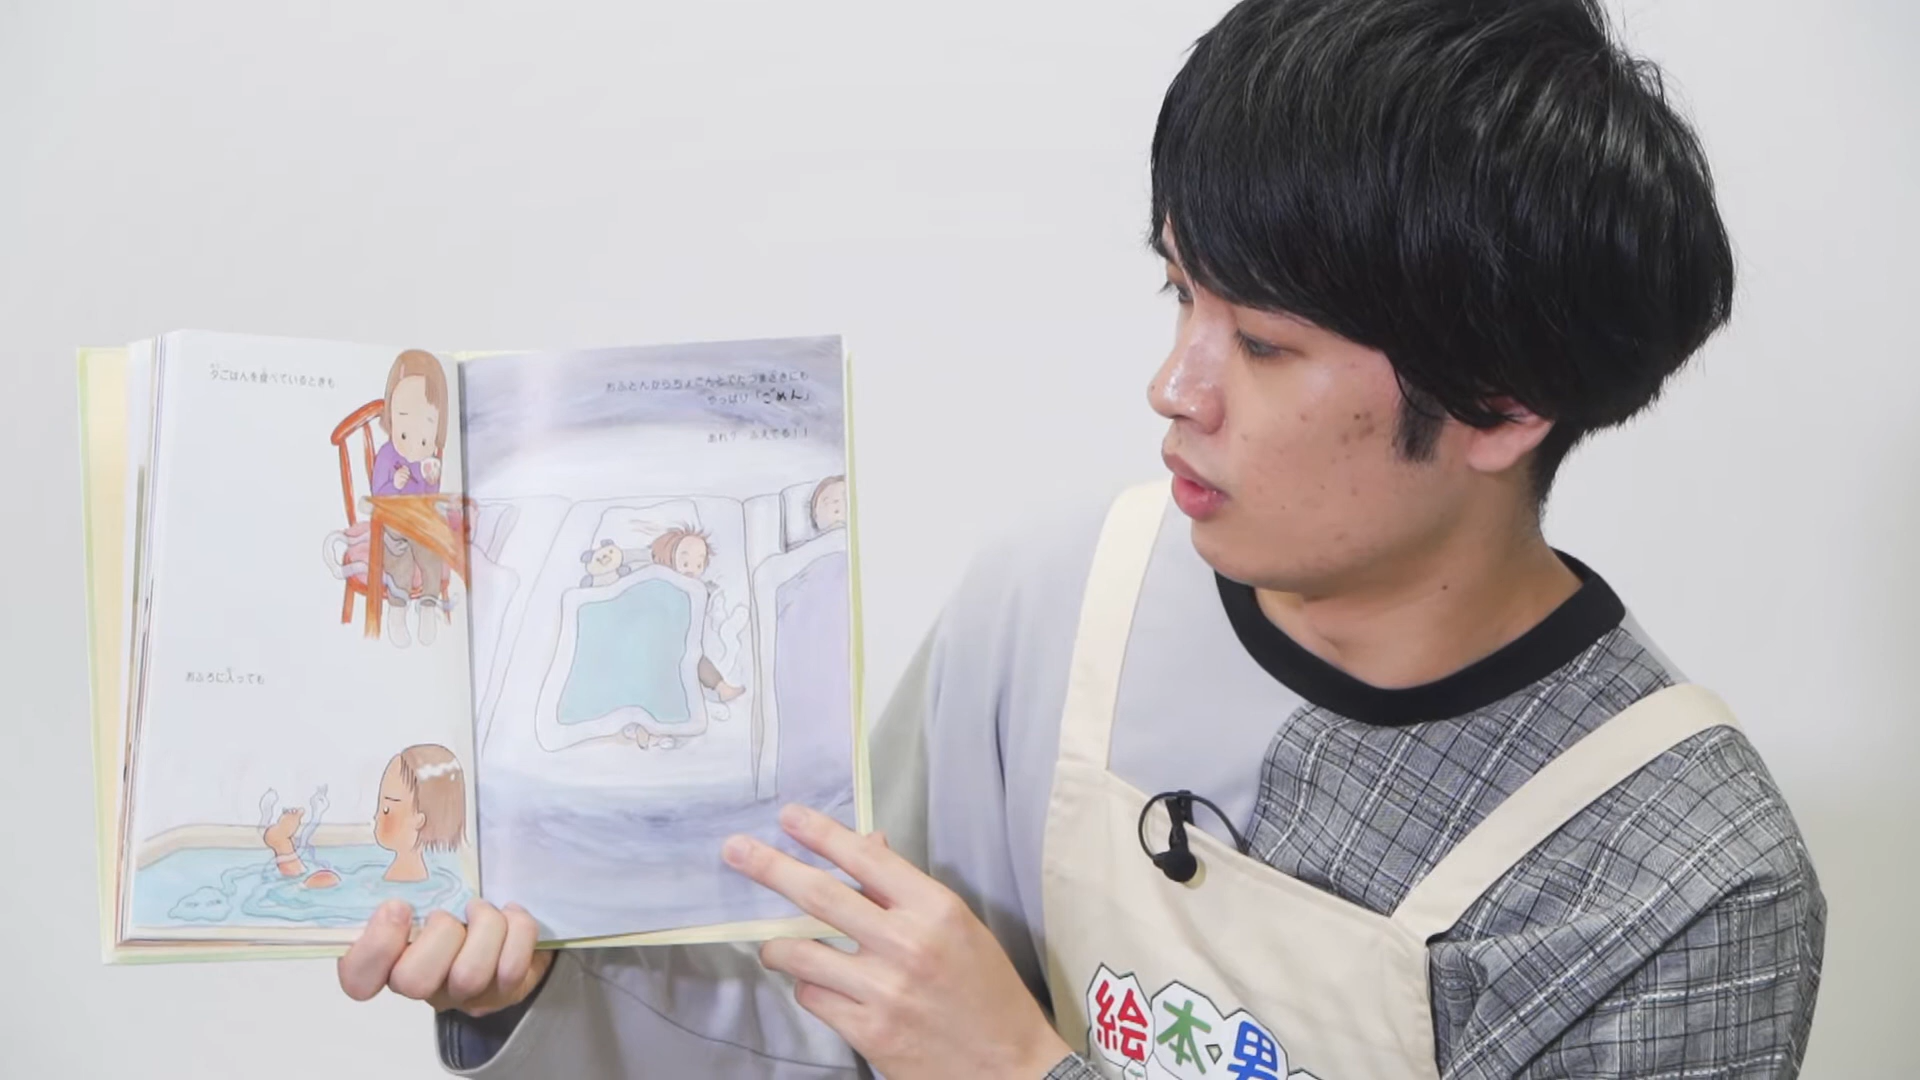 夕ごはんを食べているときも
おふろに入っても
おふとんからちょこんとでたつまさきにも
やっぱり「ごめん」
あれ？ ふえてる！！
絵本男